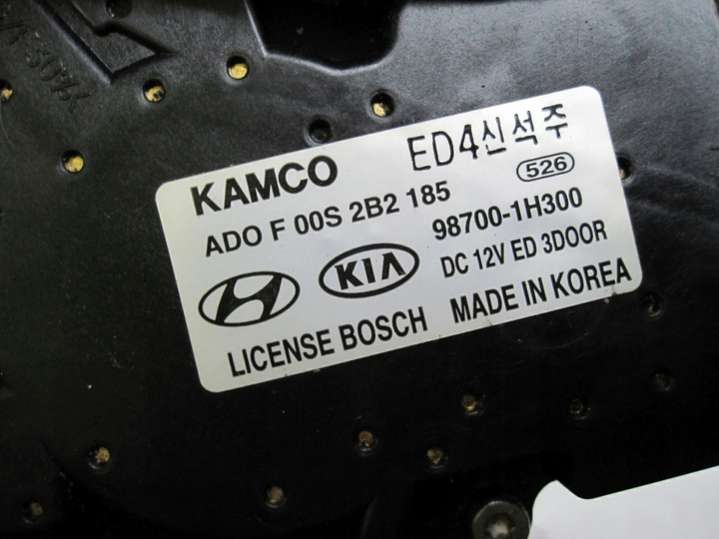 KAMCO ED4신석주
ADO F 00S 2B2 185 526
98700-1H300
KIA DC 12V ED 3DOOR
LICENSE BOSCH MADE IN KOREA